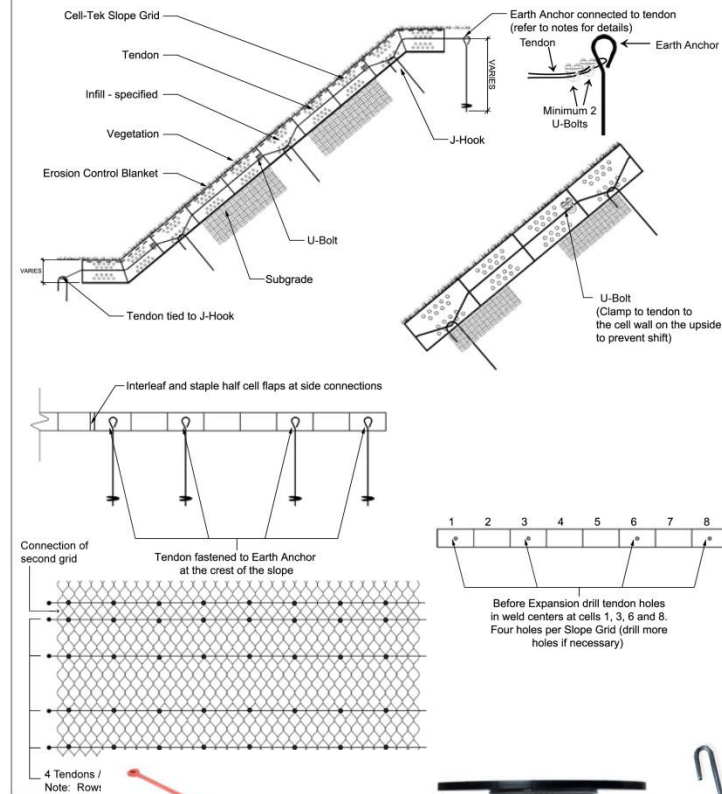 Cell-Tek Slope Grid
Tendon
Infill - specified
Vegetation
Erosion Control Blanket
VARIES
Tendon tied to J-Hook
Subgrade
U-Bolt
J-Hook
VARIES
Earth Anchor connected to tendon
(refer to notes for details)
Tendon
Earth Anchor
Minimum 2
U-Bolts
U-Bolt
(Clamp to tendon to
the cell wall on the upside
to prevent shift)
Interleaf and staple half cell flaps at side connections
Tendon fastened to Earth Anchor
at the crest of the slope
1 2 3 4 5 6 7 8
Before Expansion drill tendon holes
in weld centers at cells 1, 3, 6 and 8.
Four holes per Slope Grid (drill more
holes if necessary)
Connection of
second grid
4 Tendons /
Note: Rows